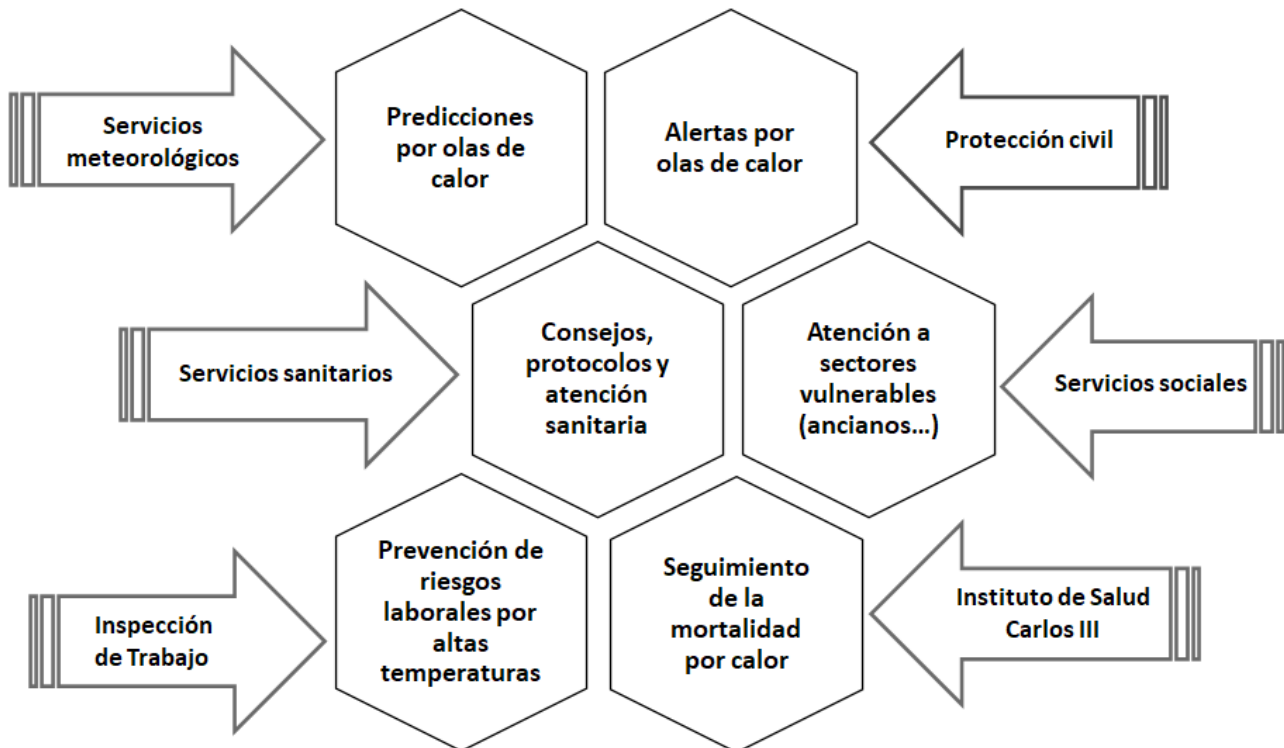 Servicios
meteorológicos
Predicciones
por olas de
calor
Alertas por
olas de calor
Protección civil
Servicios sanitarios
Consejos,
protocolos y
atención
sanitaria
Atención a
sectores
vulnerables
(ancianos...)
Servicios sociales
Inspección
de Trabajo
Prevención de
riesgos
laborales por
altas
temperaturas
Seguimiento
de la
mortalidad
por calor
Instituto de Salud
Carlos III